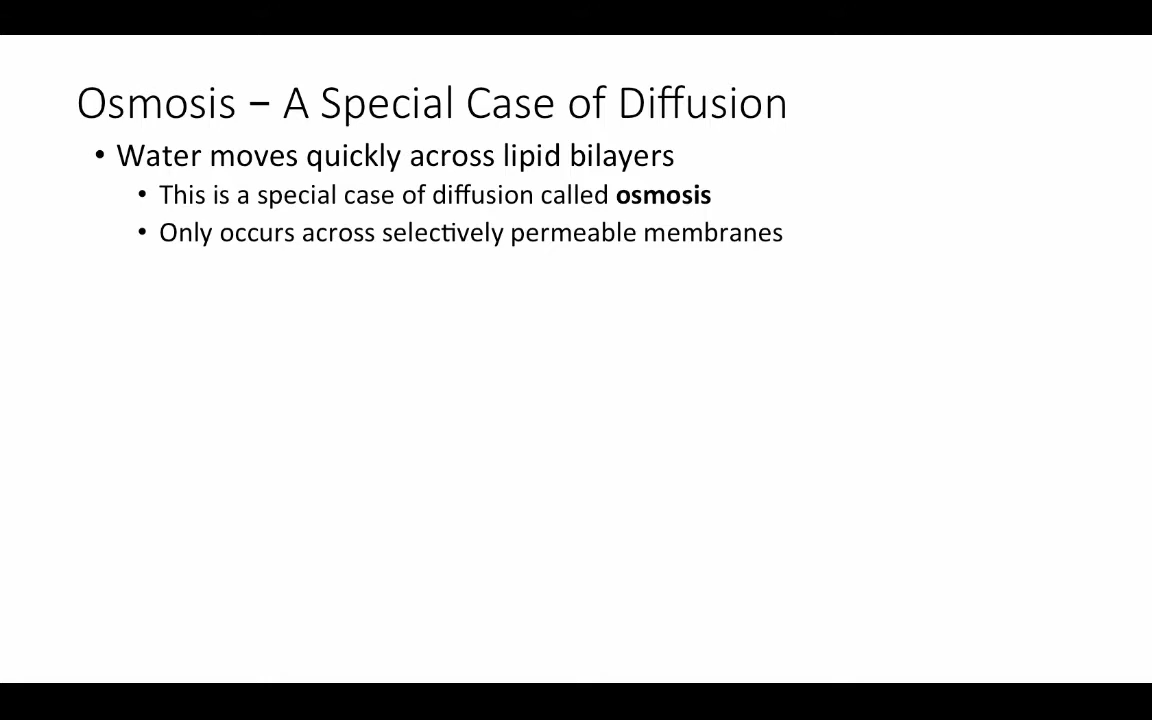 Osmosis – A Special Case of Diffusion
• Water moves quickly across lipid bilayers
• This is a special case of diffusion called osmosis
• Only occurs across selectively permeable membranes